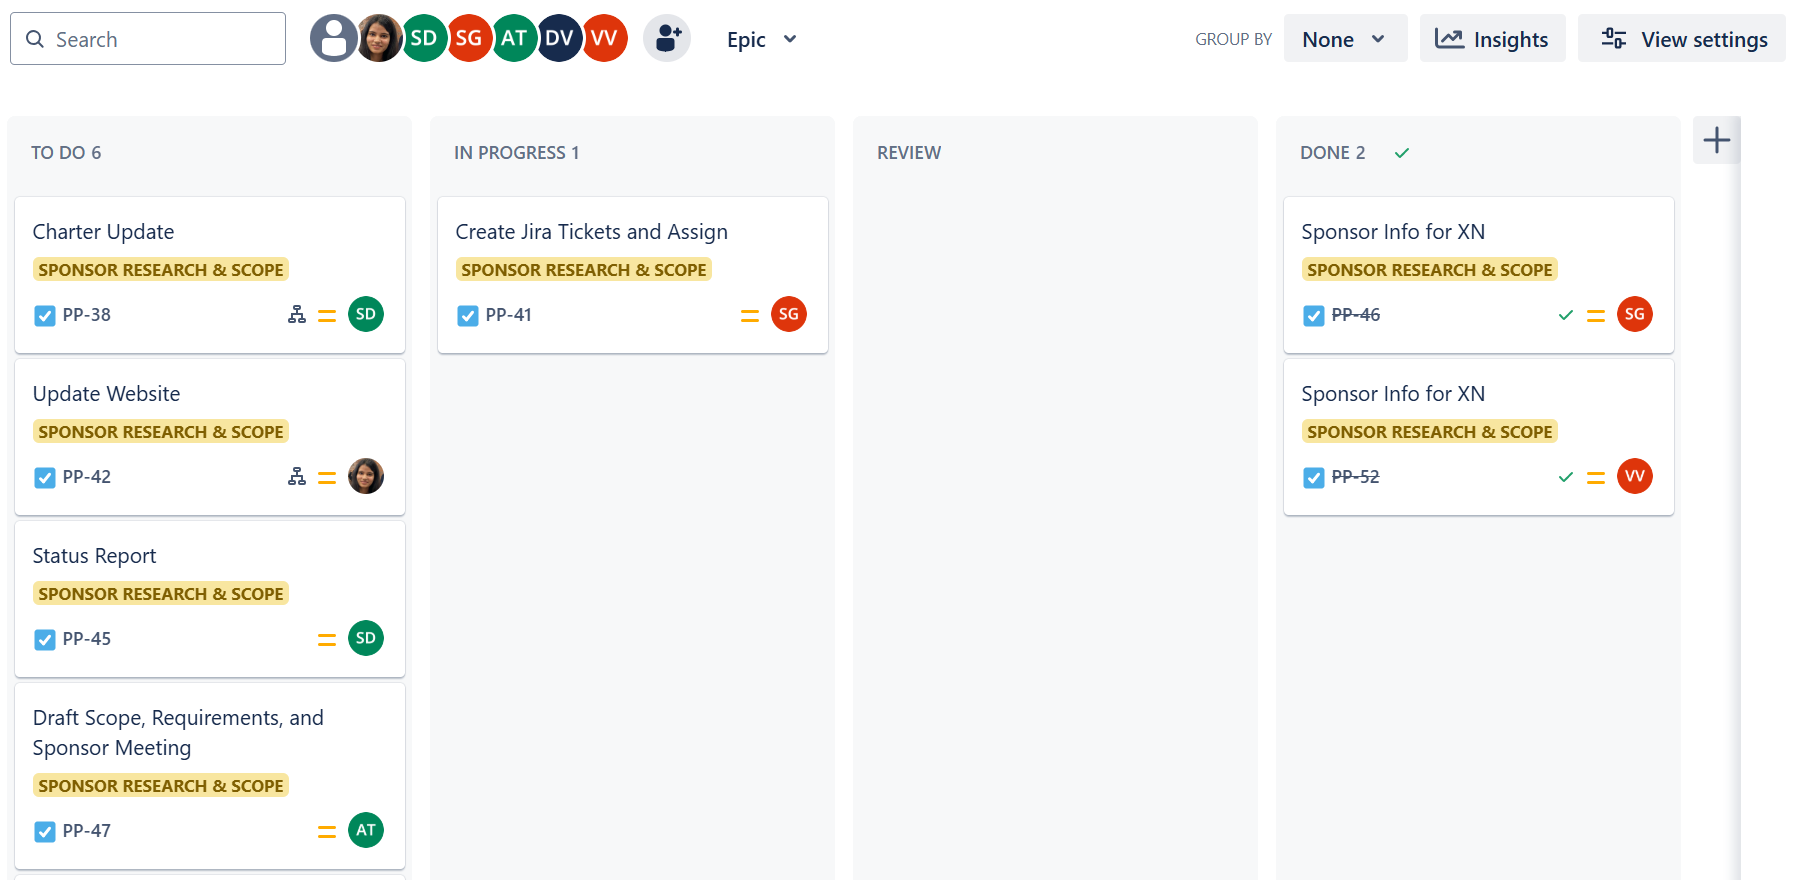 Search
SD SG AT DV VV
Epic
GROUP BY
None
Insights
View settings
TO DO 6
Charter Update
SPONSOR RESEARCH & SCOPE
PP-38
SD
Update Website
SPONSOR RESEARCH & SCOPE
PP-42
Status Report
SPONSOR RESEARCH & SCOPE
PP-45
SD
Draft Scope, Requirements, and
Sponsor Meeting
SPONSOR RESEARCH & SCOPE
PP-47
AT
IN PROGRESS 1
Create Jira Tickets and Assign
SPONSOR RESEARCH & SCOPE
PP-41
SG
REVIEW
DONE 2
Sponsor Info for XN
SPONSOR RESEARCH & SCOPE
PP-46
SG
Sponsor Info for XN
SPONSOR RESEARCH & SCOPE
PP-52
VV